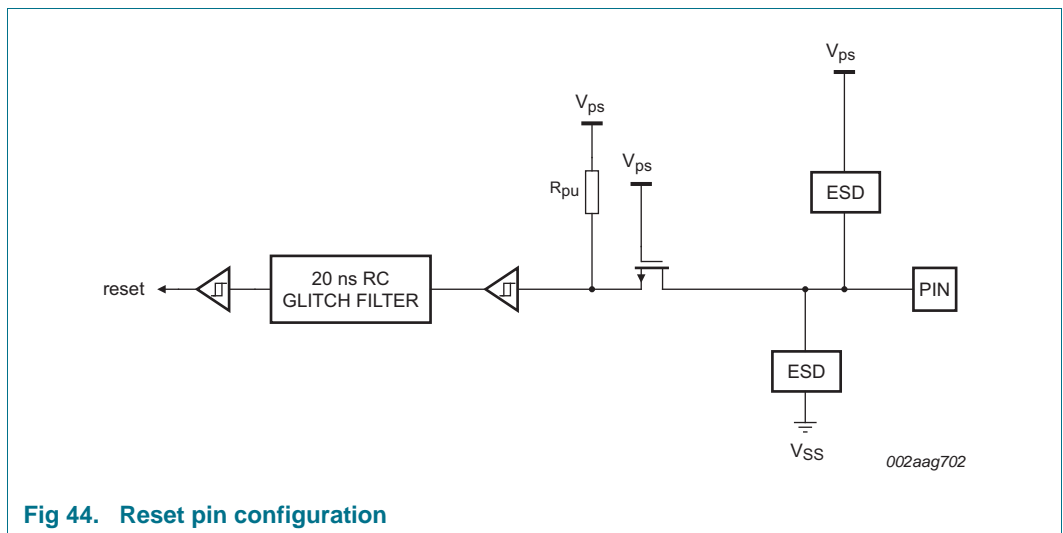 Vps
Vps
Vps
Rpu
ESD
reset
20 ns RC
GLITCH FILTER
PIN
ESD
VSS
002aag702
Fig 44. Reset pin configuration